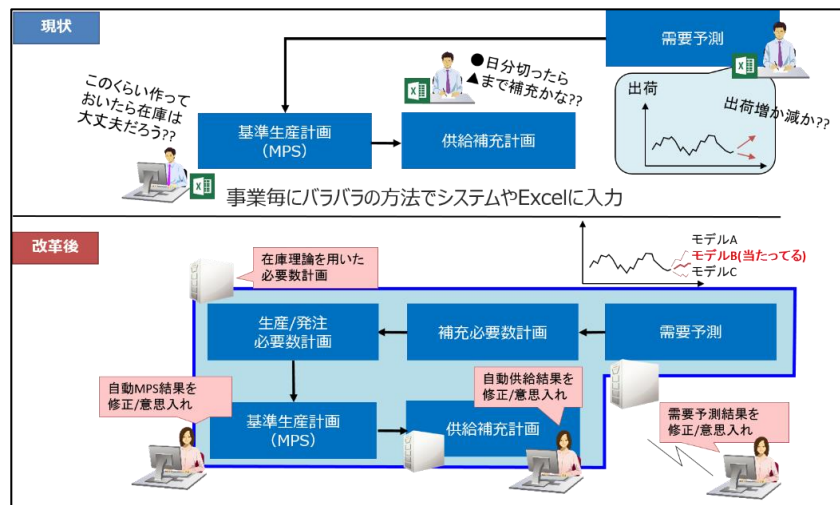 現状
需要予測
このくらい作って
おいたら在庫は
大丈夫だろう??
●日分切ったら
▲まで補充かな??
出荷
出荷増か減か??
基準生産計画
(MPS)
供給補充計画
事業毎にバラバラの方法でシステムやExcelに入力
改革後
モデルA
モデルB(当たってる)
モデルC
在庫理論を用いた
必要数計画
生産/発注
必要数計画
補充必要数計画
需要予測
自動MPS結果を
修正/意思入れ
基準生産計画
(MPS)
供給補充計画
自動供給結果を
修正/意思入れ
需要予測結果を
修正/意思入れ